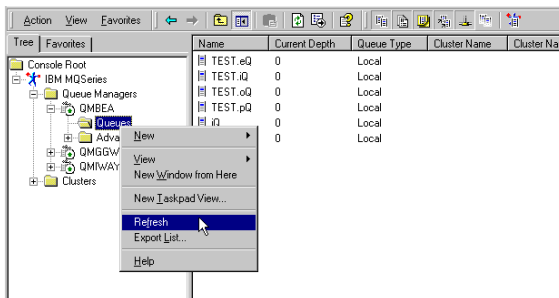 Action View Favorites
Tree Favorites
Name Current Depth Queue Type Cluster Name Cluster Na
Console Root
IBM MQSeries
Queue Managers
QMBEA
Queues
Adva
QMGGW
QMIWAY
Clusters
TEST.eQ 0 Local
TEST.iQ 0 Local
TEST.oQ 0 Local
TEST.pQ 0 Local
iQ 0 Local
0 Local
New
View
New Window from Here
New Taskpad View...
Refresh
Export List...
Help